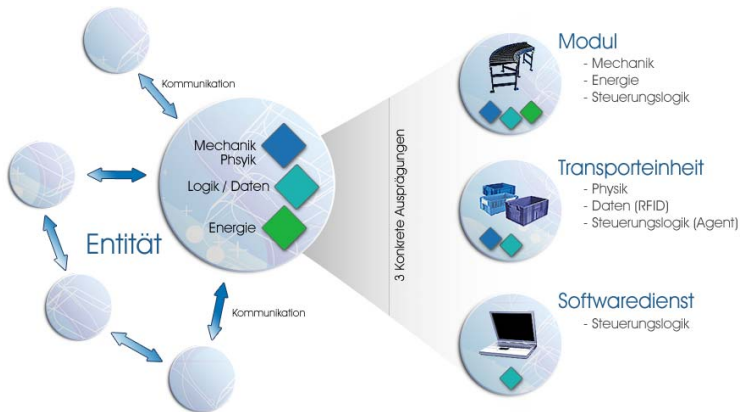 Kommunikation
Mechanik
Phsyik
Logik / Daten
Energie
Entität
Kommunikation
3 Konkrete Ausprägungen
Modul
- Mechanik
- Energie
- Steuerungslogik
Transporteinheit
- Physik
- Daten (RFID)
- Steuerungslogik (Agent)
Softwaredienst
- Steuerungslogik